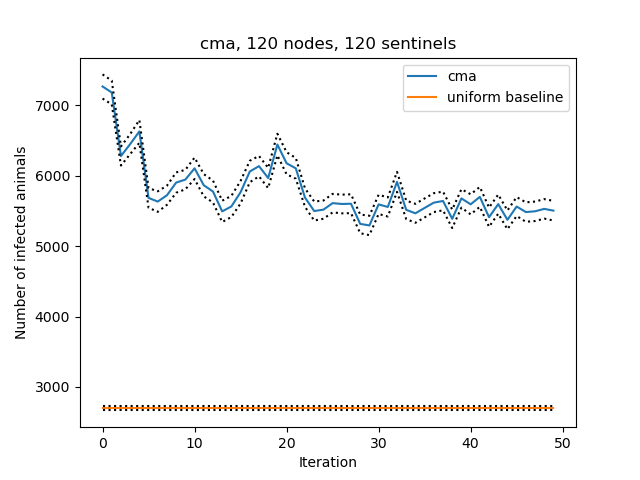 cma, 120 nodes, 120 sentinels
cma
uniform baseline
7000
6000
5000
4000
3000
Number of infected animals
0 10 20 30 40 50
Iteration